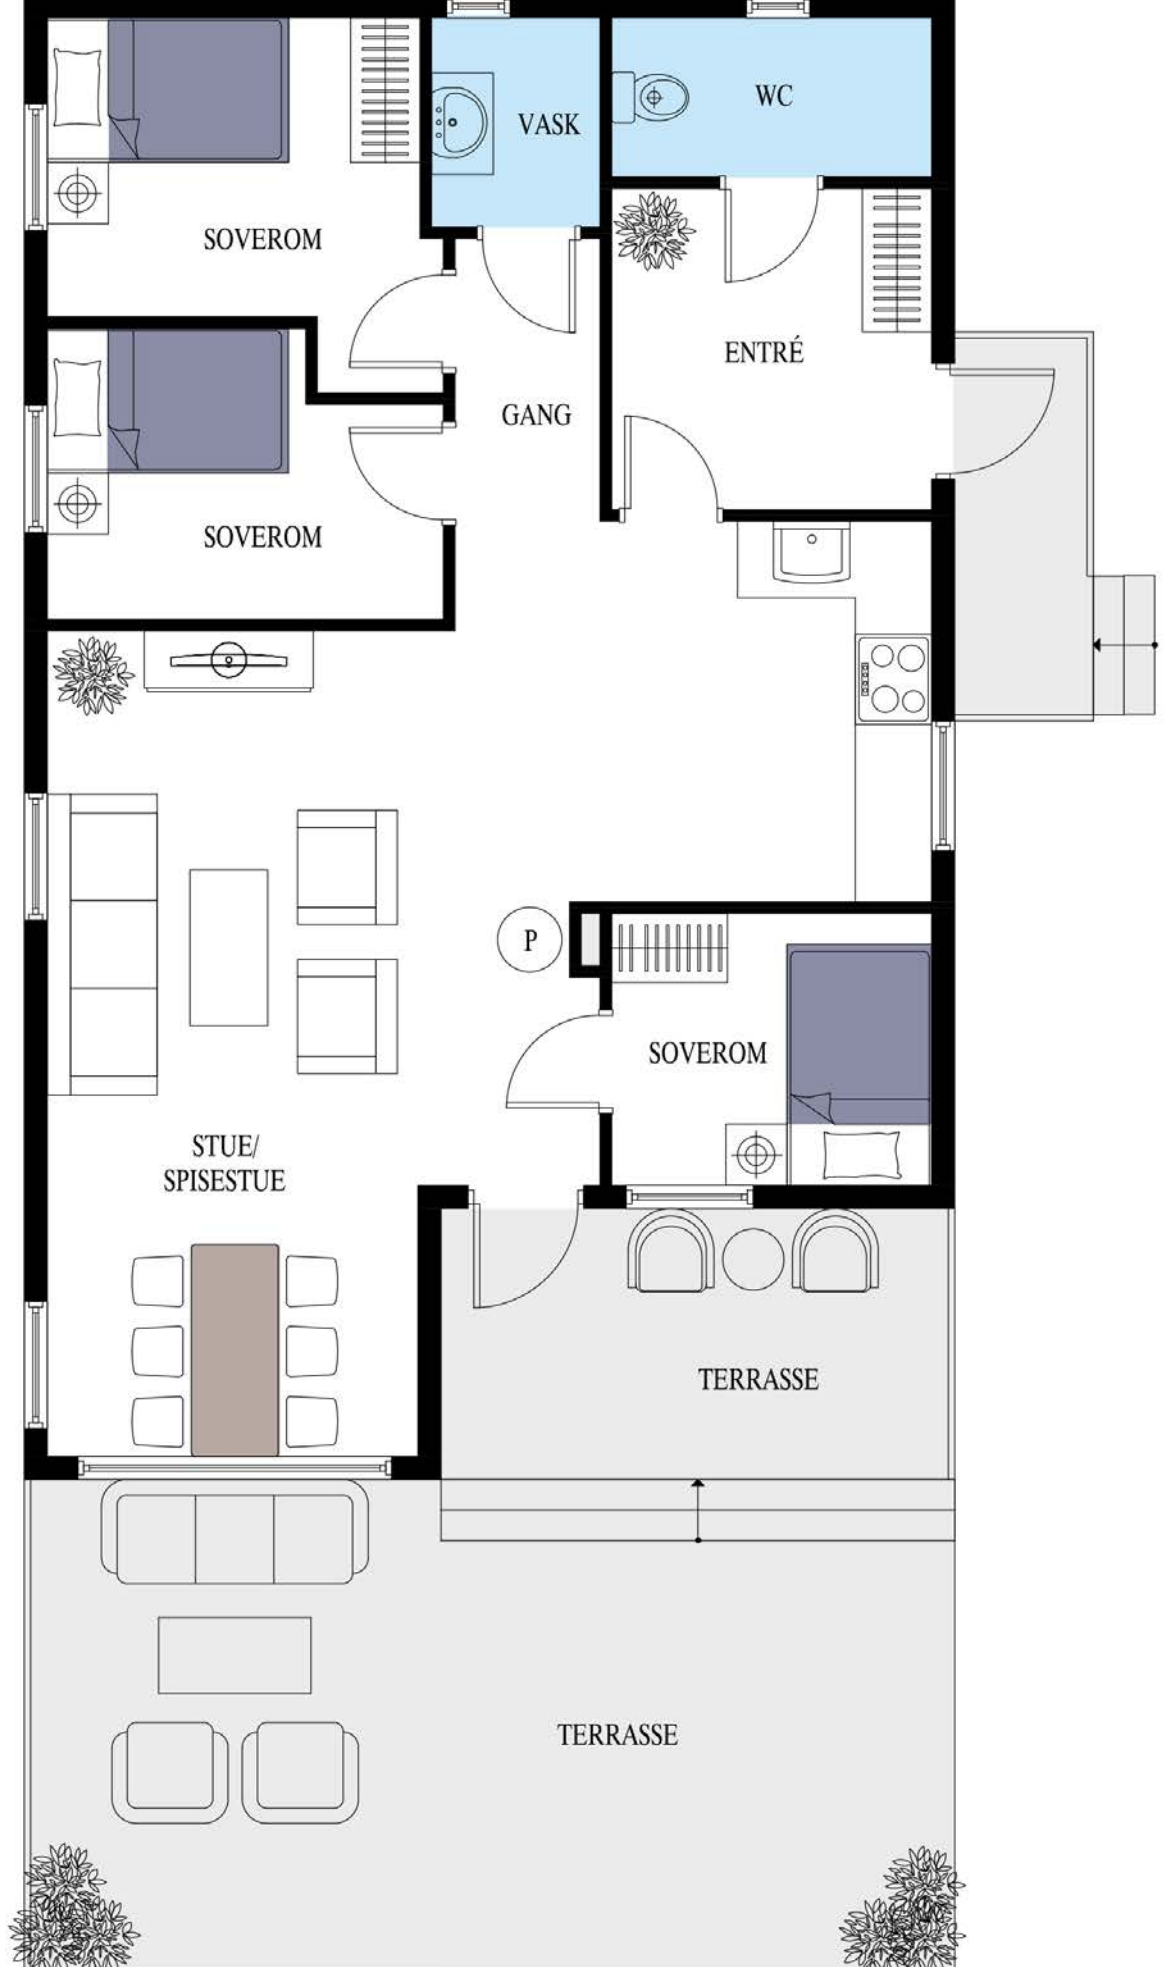 WC
VASK
SOVEROM
ENTRÉ
GANG
SOVEROM
P
SOVEROM
STUE/
SPISESTUE
TERRASSE
TERRASSE